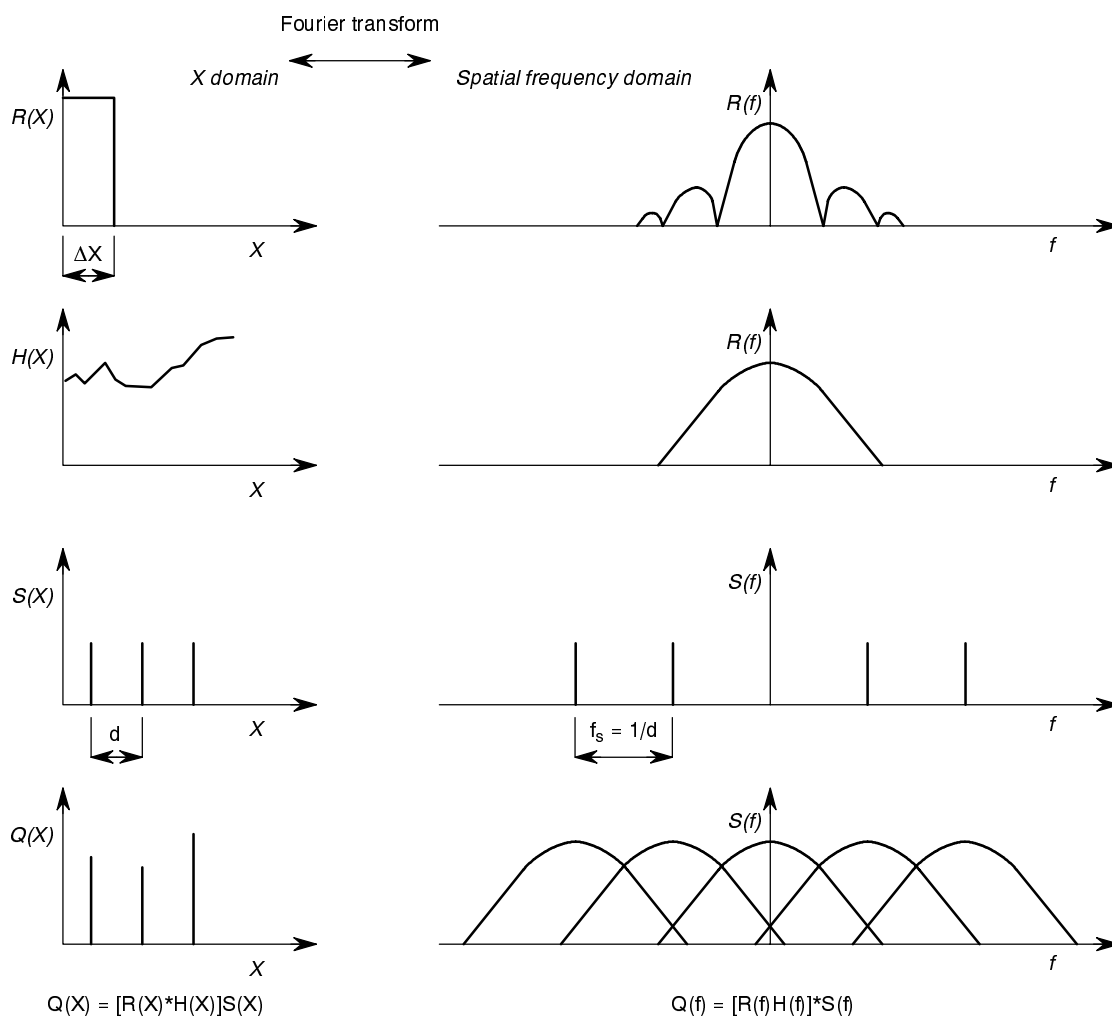 Fourier transform
X domain
Spatial frequency domain
R(X)
R(f)
X
f
ΔX
H(X)
R(f)
X
f
S(X)
S(f)
X
f
d
fs = 1/d
Q(X)
S(f)
X
f
Q(X) = [R(X)*H(X)]S(X)
Q(f) = [R(f)H(f)]*S(f)